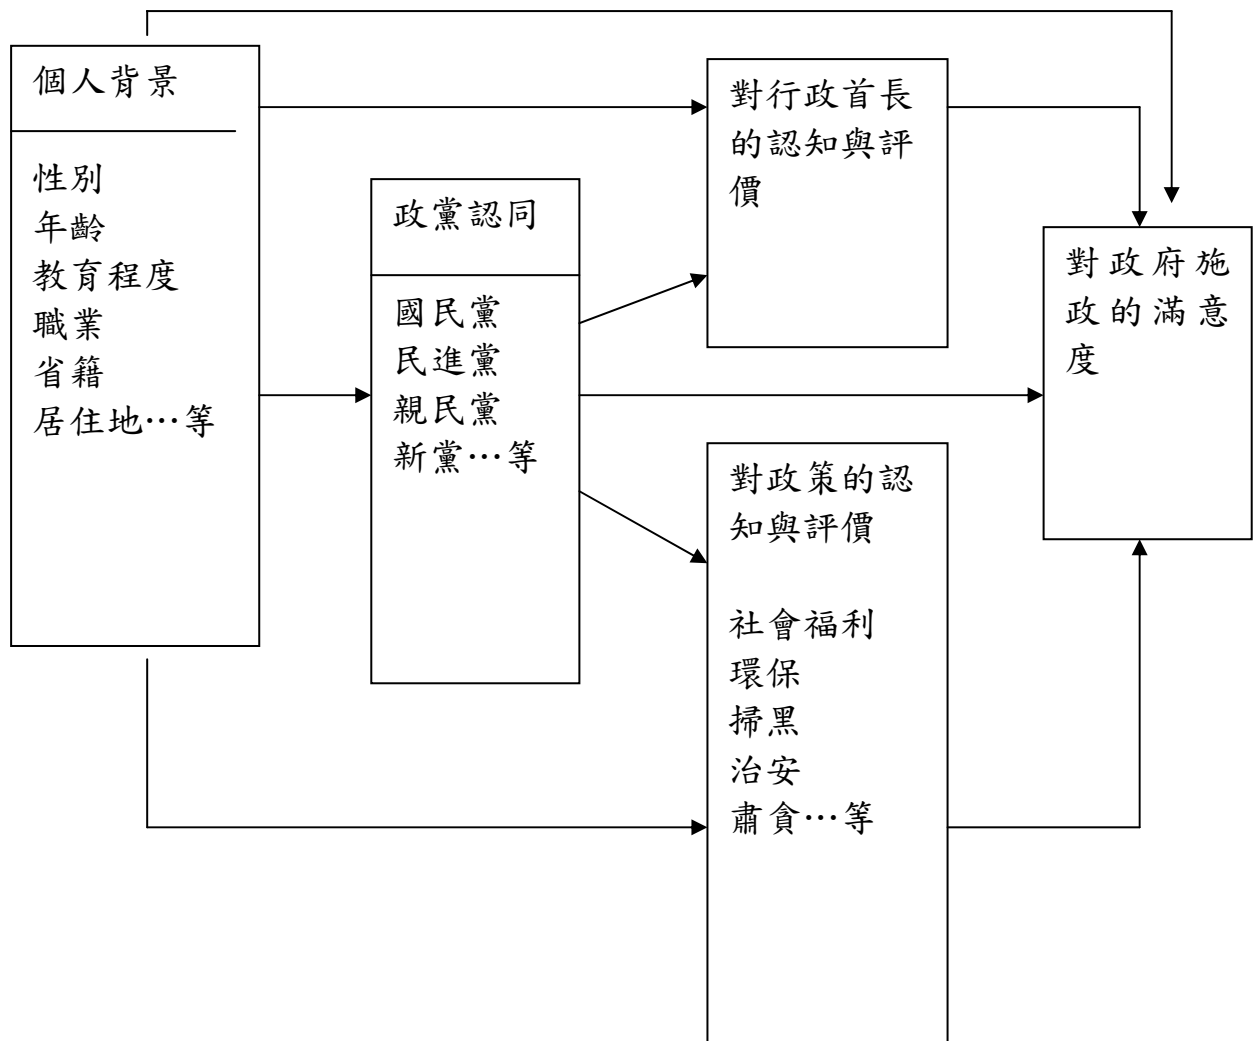 個人背景
性別
年齡
教育程度
職業
省籍
居住地…等
政黨認同
國民黨
民進黨
親民黨
新黨…等
對行政首長
的認知與評
價
對政策的認
知與評價
社會福利
環保
掃黑
治安
肅貪…等
對政府施
政的滿意
度